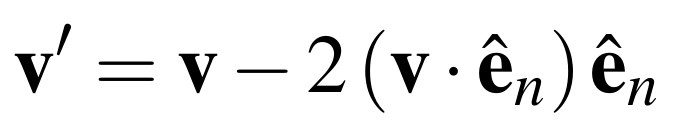 v′ = v − 2 (v · ê_n) ê_n